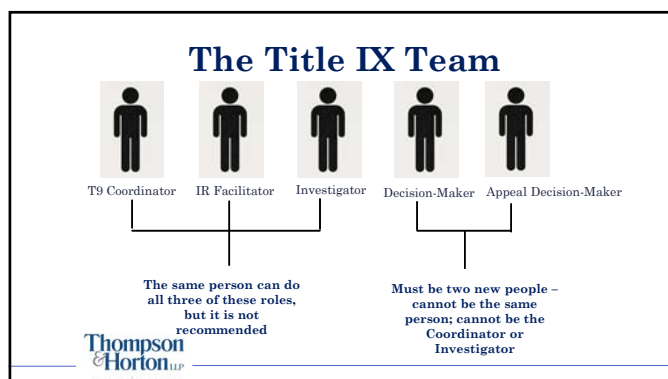 The Title IX Team
T9 Coordinator IR Facilitator Investigator Decision-Maker Appeal Decision-Maker
The same person can do
all three of these roles,
but it is not
recommended
Must be two new people –
cannot be the same
person; cannot be the
Coordinator or
Investigator
Thompson
& Horton LLP